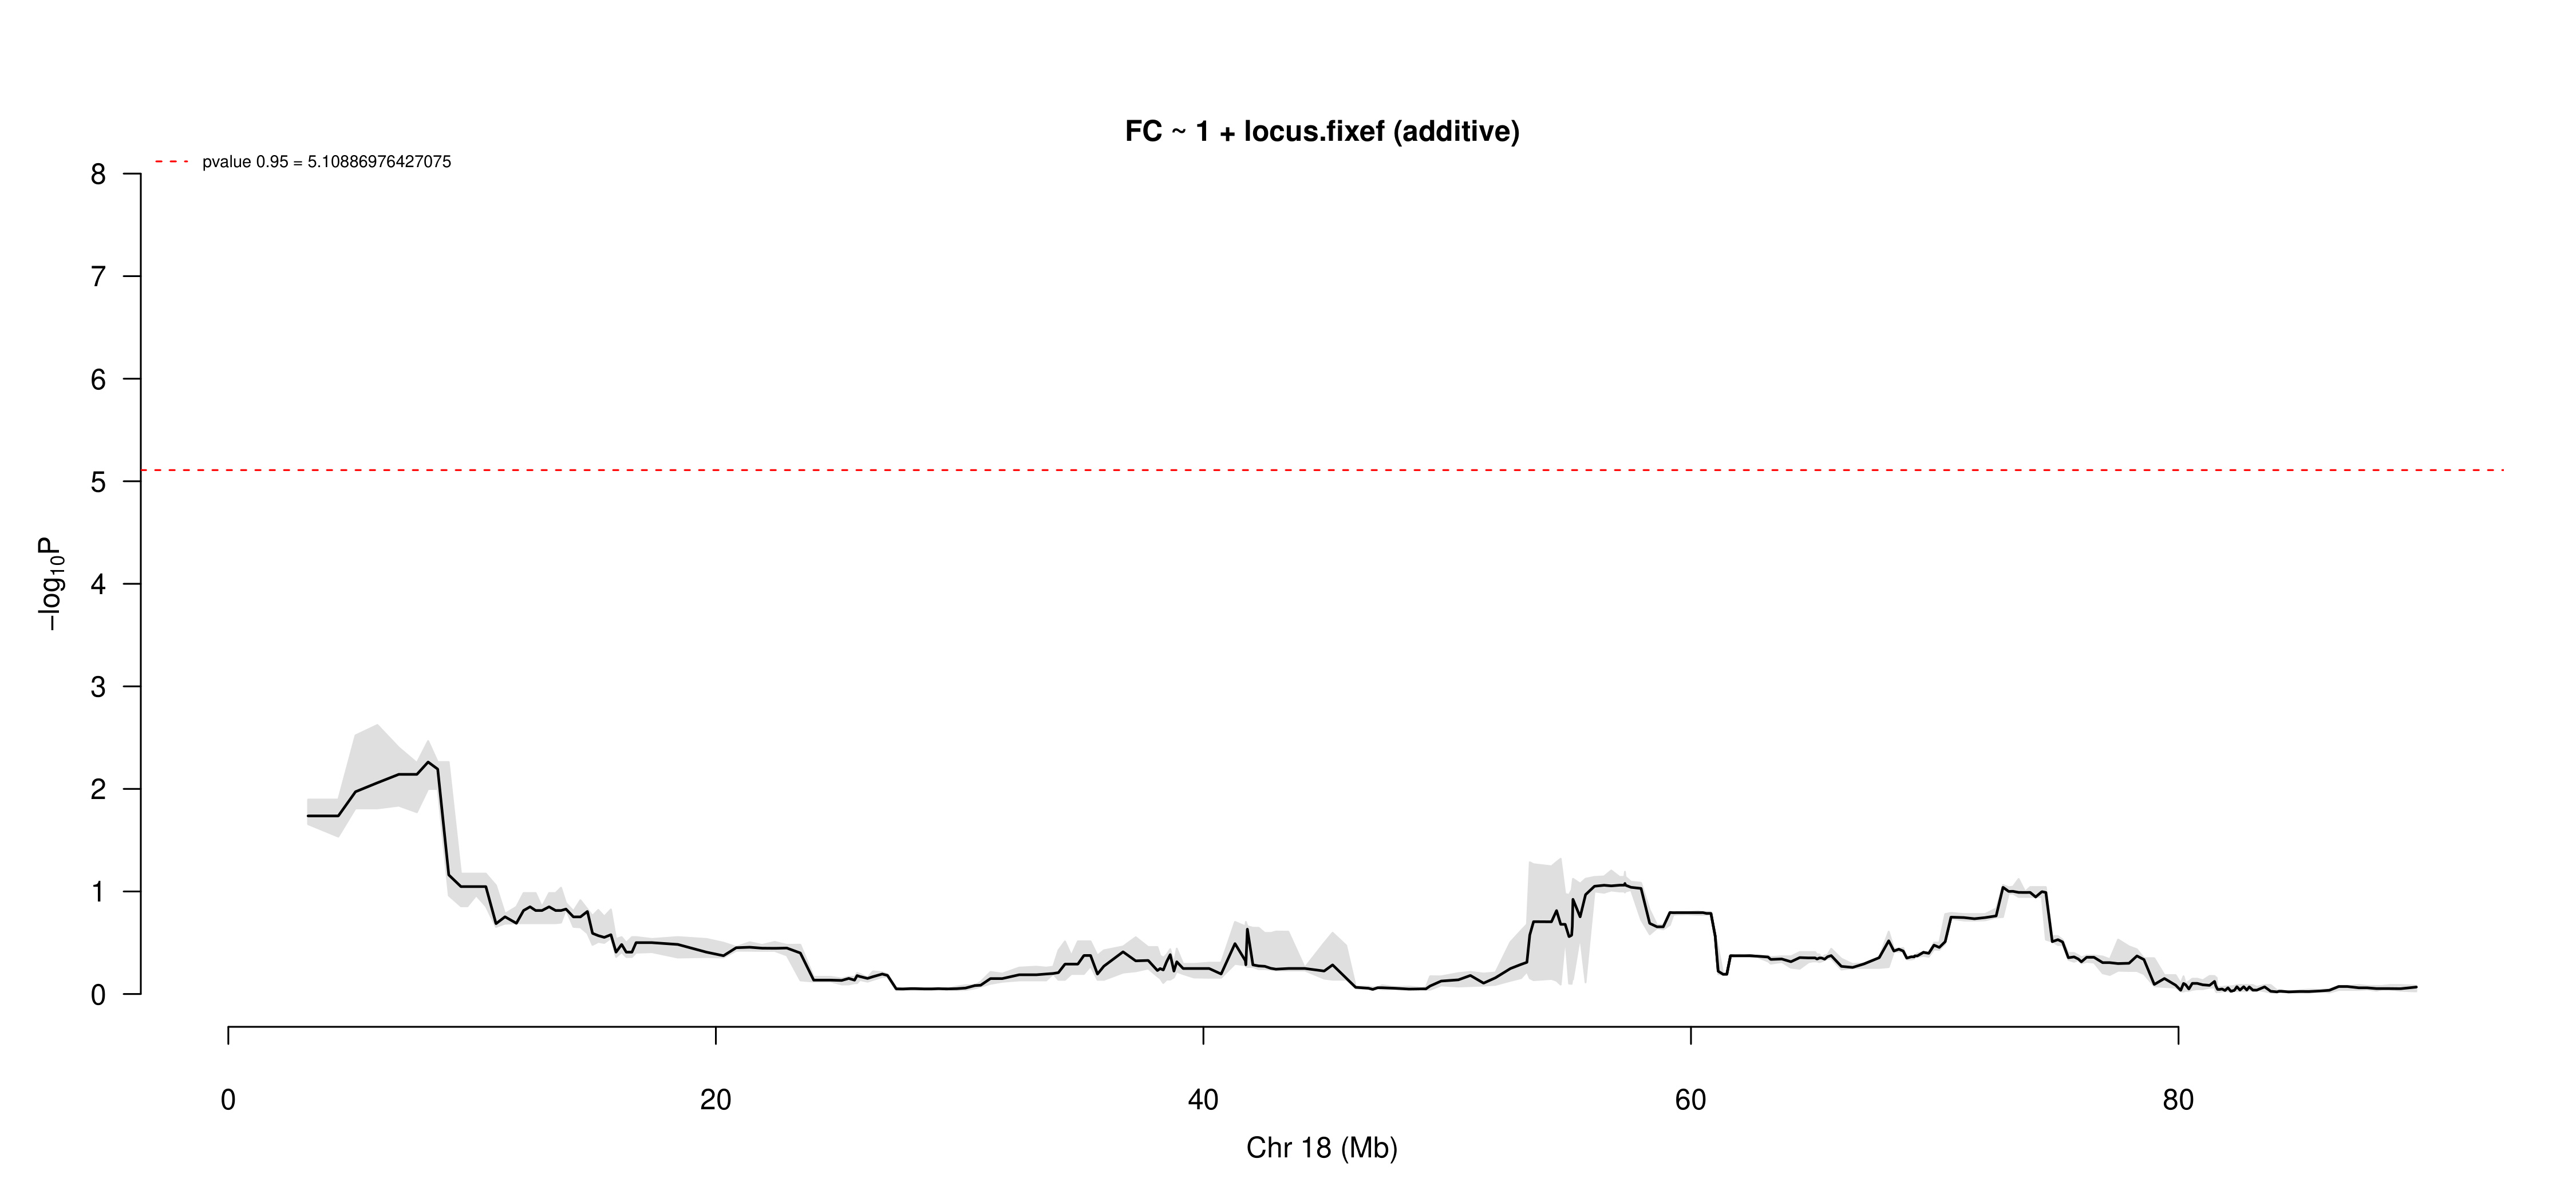 FC ~ 1 + locus.fixef (additive)
pvalue 0.95 = 5.10886976427075
8
7
6
5
4
3
2
1
0
−log10P
0 20 40 60 80
Chr 18 (Mb)